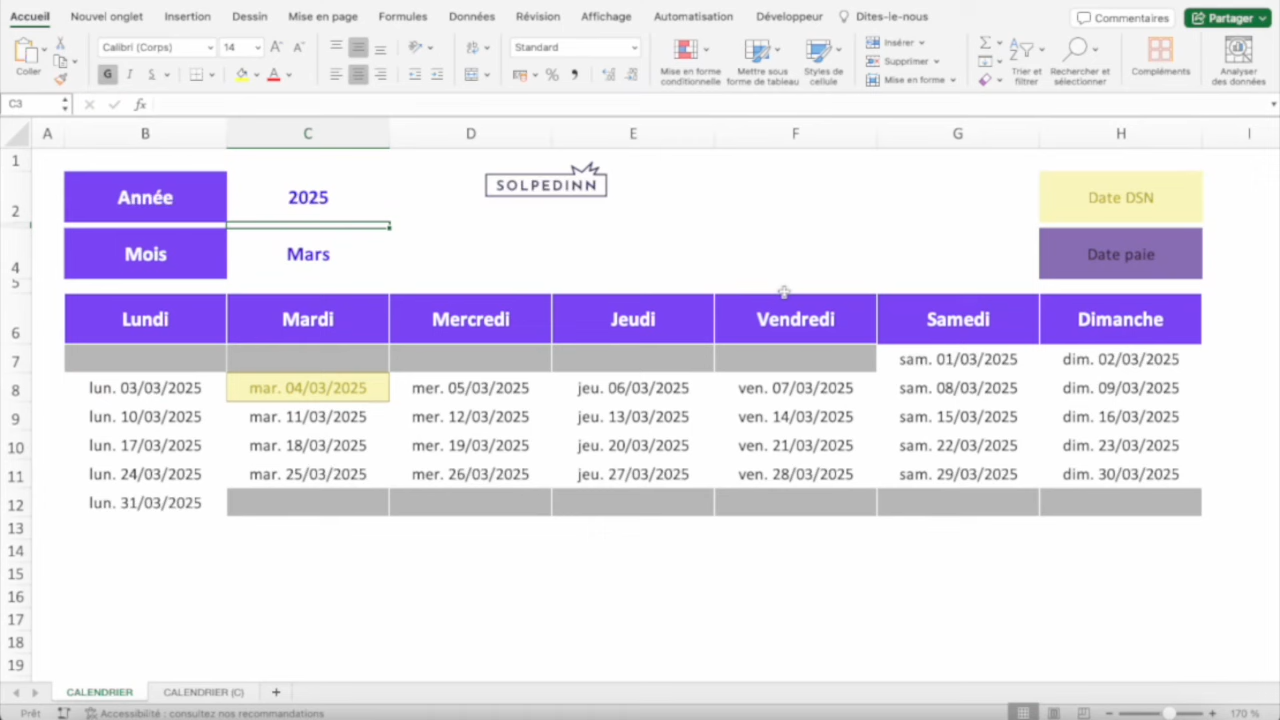 Accueil Nouvel onglet Insertion Dessin Mise en page Formules Données Révision Affichage Automatisation Développeur Dites-le-nous Commentaires Partager
Coller Calibri (Corps) 14 A A Standard Mise en forme conditionnelle Mettre sous forme de tableau Styles de cellule Insérer Trier et filtrer Rechercher et sélectionner Compléments Analyser des données
G I S A % Supprimer
Mise en forme
C3 fx
A B C D E F G H I
1 SOLPEDINN
2 Année 2025 Date DSN
4 Mois Mars Date paie
5
6 Lundi Mardi Mercredi Jeudi Vendredi Samedi Dimanche
7 sam. 01/03/2025 dim. 02/03/2025
8 lun. 03/03/2025 mar. 04/03/2025 mer. 05/03/2025 jeu. 06/03/2025 ven. 07/03/2025 sam. 08/03/2025 dim. 09/03/2025
9 lun. 10/03/2025 mar. 11/03/2025 mer. 12/03/2025 jeu. 13/03/2025 ven. 14/03/2025 sam. 15/03/2025 dim. 16/03/2025
10 lun. 17/03/2025 mar. 18/03/2025 mer. 19/03/2025 jeu. 20/03/2025 ven. 21/03/2025 sam. 22/03/2025 dim. 23/03/2025
11 lun. 24/03/2025 mar. 25/03/2025 mer. 26/03/2025 jeu. 27/03/2025 ven. 28/03/2025 sam. 29/03/2025 dim. 30/03/2025
12 lun. 31/03/2025
13
14
15
16
17
18
19
CALENDRIER CALENDRIER (C) +
Prêt Accessibilité : consultez nos recommandations 170 %